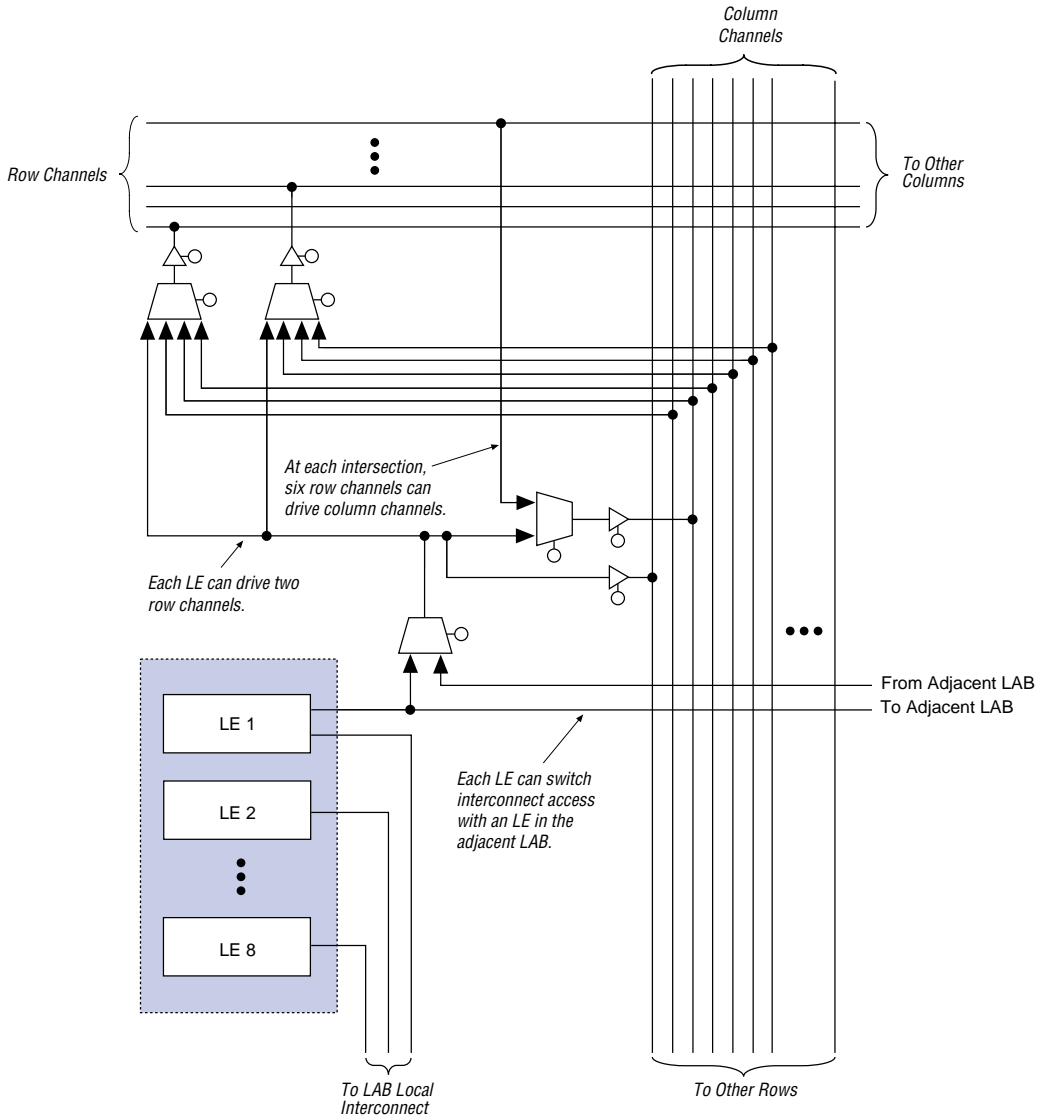 Column
Channels
Row Channels
To Other
Columns
At each intersection,
six row channels can
drive column channels.
Each LE can drive two
row channels.
From Adjacent LAB
To Adjacent LAB
LE 1
Each LE can switch
interconnect access
with an LE in the
adjacent LAB.
LE 2
LE 8
To LAB Local
Interconnect
To Other Rows